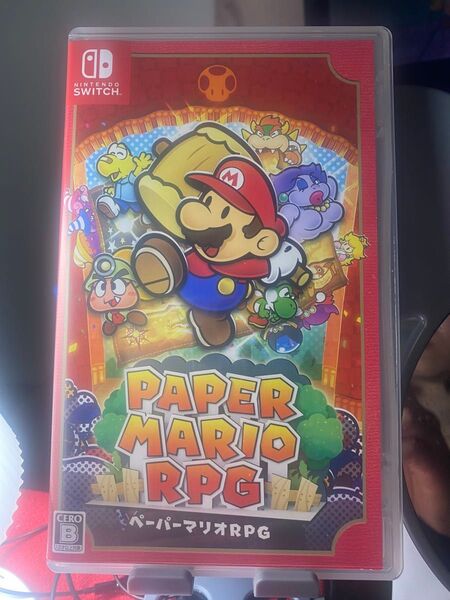 NINTENDO
SWITCH
M
PAPER
MARIO
RPG
ペーパーマリオRPG
CERO
B